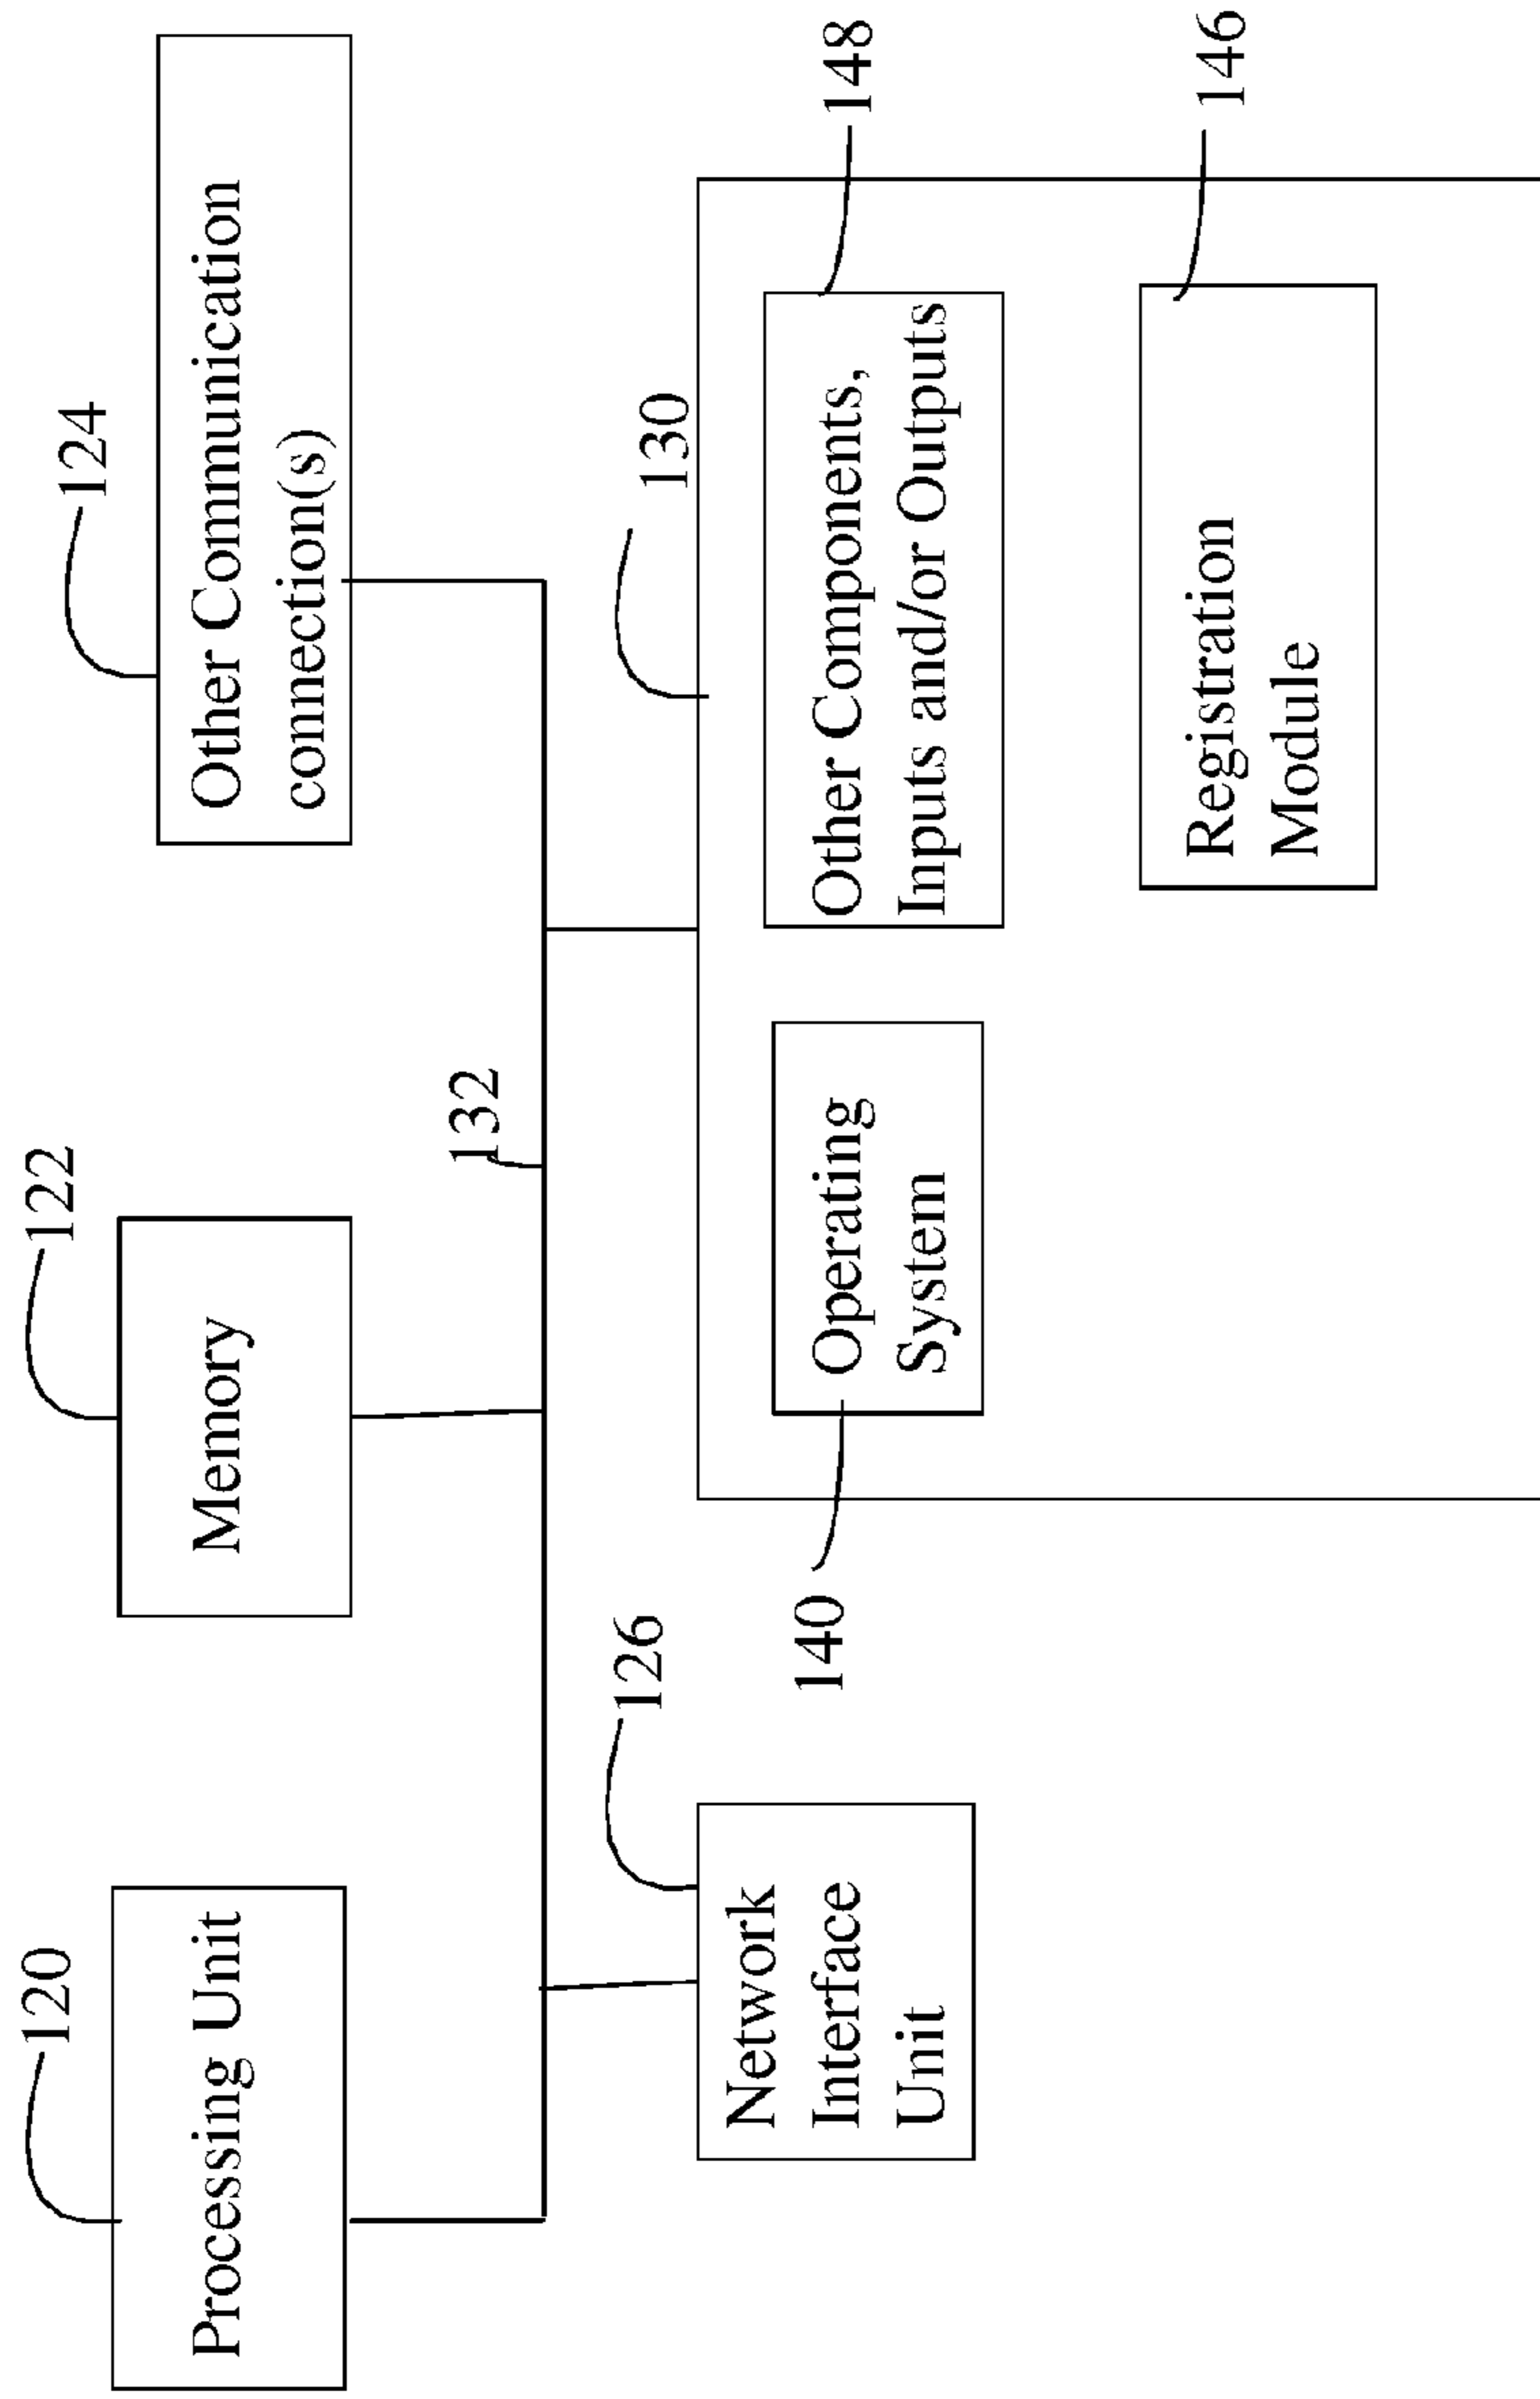 120
Processing Unit
122
Memory
124
Other Communication
connection(s)
132
126
Network
Interface
Unit
130
140
Operating
System
148
Other Components,
Inputs and/or Outputs
146
Registration
Module